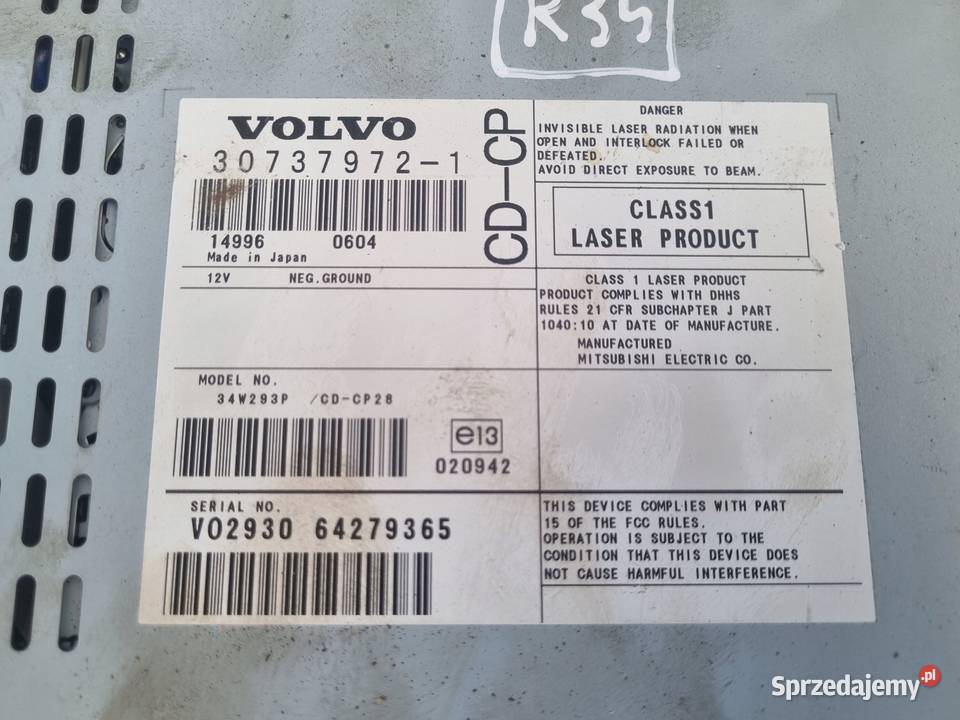 R35
VOLVO
30737972-1
CD-CP
14996 0604
Made in Japan
12V NEG.GROUND
MODEL NO.
34W293P /CD-CP28
e13
020942
SERIAL NO.
VO2930 64279365
DANGER
INVISIBLE LASER RADIATION WHEN
OPEN AND INTERLOCK FAILED OR
DEFEATED.
AVOID DIRECT EXPOSURE TO BEAM.
CLASS1
LASER PRODUCT
CLASS 1 LASER PRODUCT
PRODUCT COMPLIES WITH DHHS
RULES 21 CFR SUBCHAPTER J PART
1040:10 AT DATE OF MANUFACTURE.
MANUFACTURED
MITSUBISHI ELECTRIC CO.
THIS DEVICE COMPLIES WITH PART
15 OF THE FCC RULES.
OPERATION IS SUBJECT TO THE
CONDITION THAT THIS DEVICE DOES
NOT CAUSE HARMFUL INTERFERENCE.
Sprzedajemy.pl